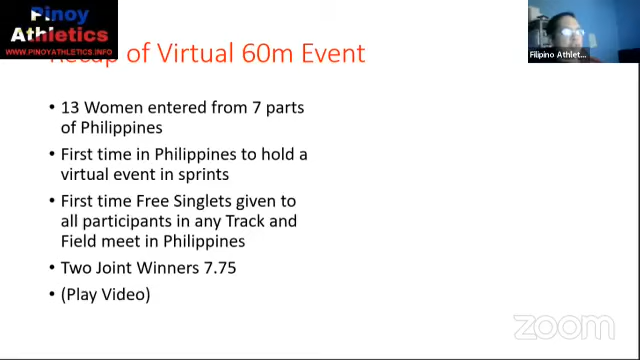 Pinoy
Athletics
WWW.PINOYATHLETICS.INFO
Recap of Virtual 60m Event
Filipino Athlet...
• 13 Women entered from 7 parts
of Philippines
• First time in Philippines to hold a
virtual event in sprints
• First time Free Singlets given to
all participants in any Track and
Field meet in Philippines
• Two Joint Winners 7.75
• (Play Video)
zoom